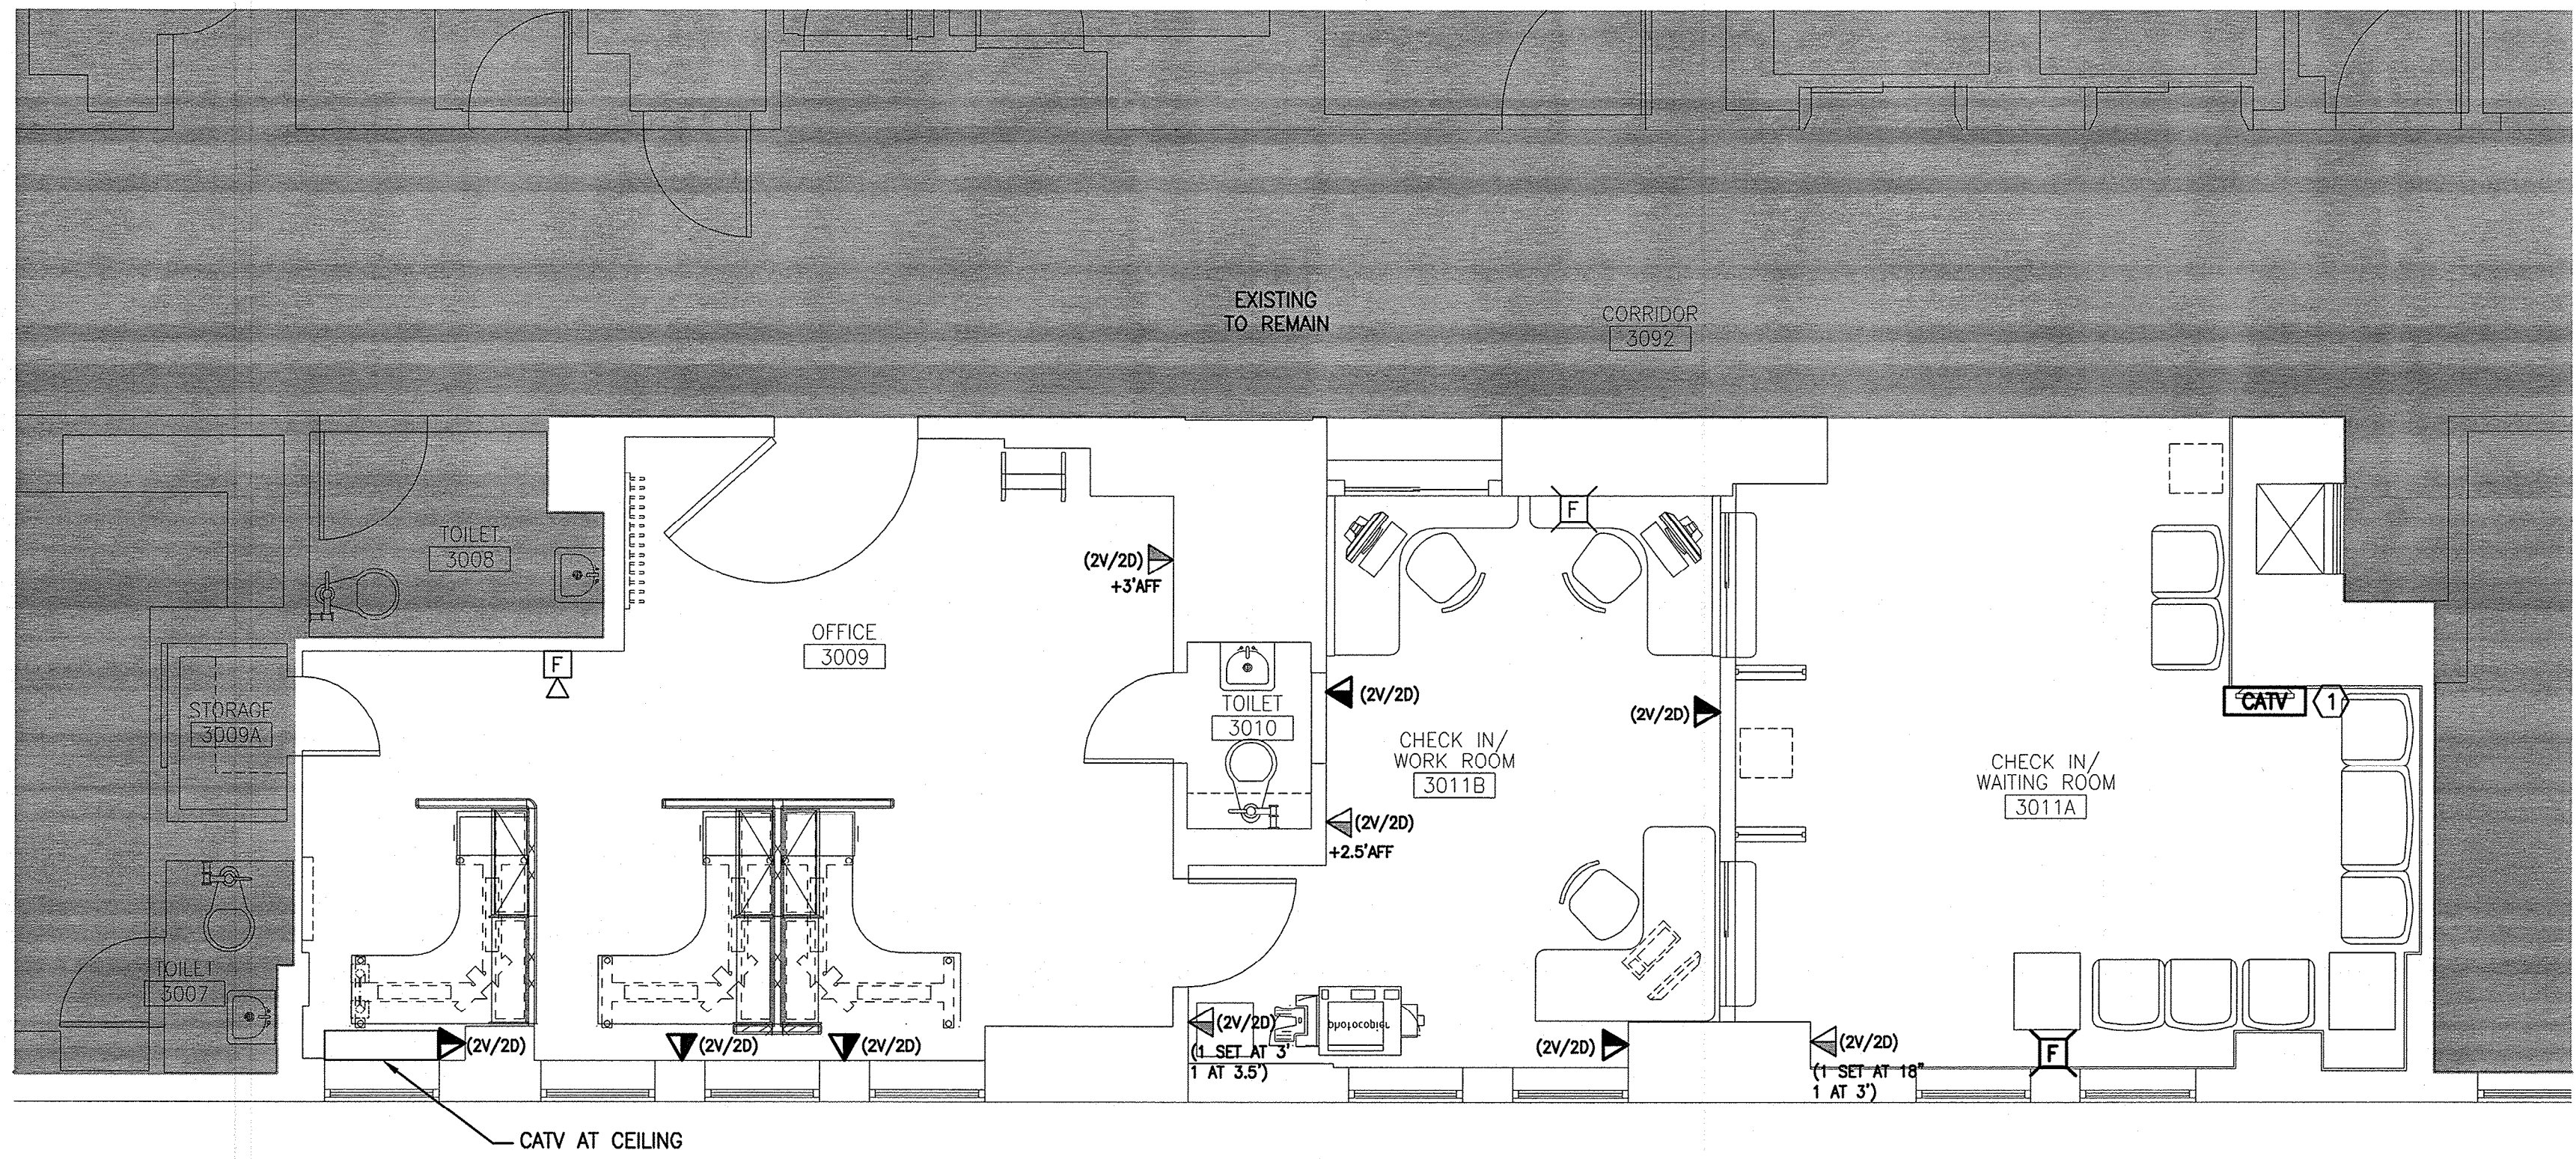 EXISTING
TO REMAIN
CORRIDOR
3092
TOILET
3008
F
(2V/2D)
+3'AFF
OFFICE
3009
F
STORAGE
3009A
TOILET
3010
(2V/2D)
(2V/2D)
CATV
1
CHECK IN/
WORK ROOM
3011B
CHECK IN/
WAITING ROOM
3011A
(2V/2D)
+2.5'AFF
TOILET
3007
(2V/2D)
(2V/2D)
(2V/2D)
(2V/2D)
(1 SET AT 3'
1 AT 3.5')
photocopier
(2V/2D)
(2V/2D)
(1 SET AT 18"
1 AT 3')
F
CATV AT CEILING